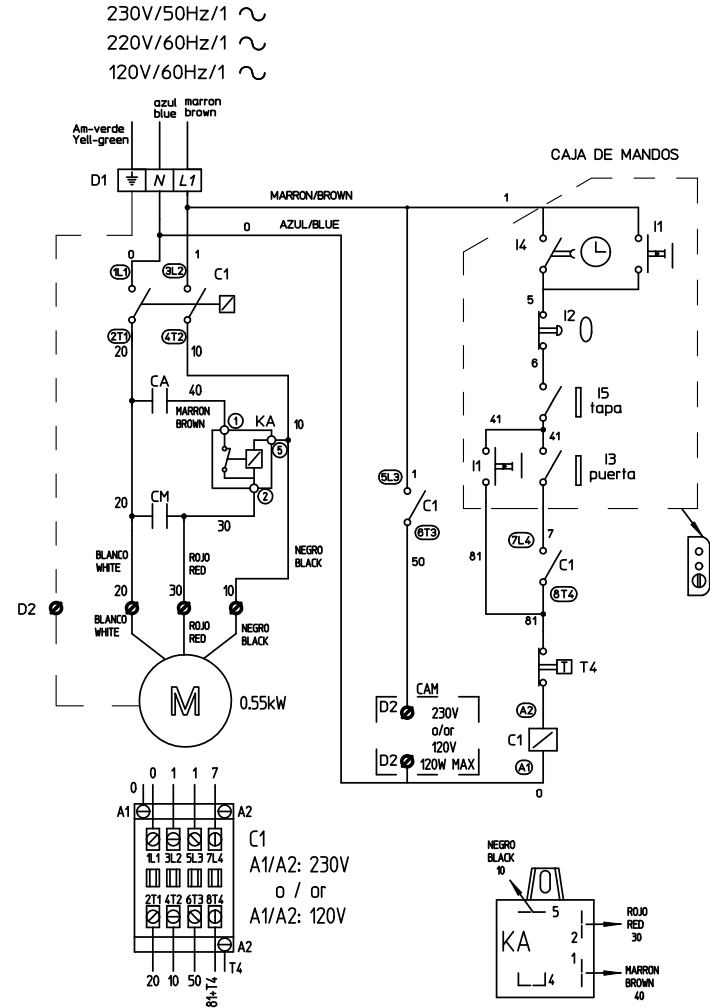 230V/50Hz/1
220V/60Hz/1
120V/60Hz/1
azul marron
blue brown
Am-verde
Yell-green
CAJA DE MANDOS
D1 N L1
MARRON/BROWN 1
0 AZUL/BLUE
I4 I1
0 1
1L1 3L2 C1
5
I2
2T1 4T2
20 10
6
CA 40
MARRON
BROWN
1 KA 10
5
I5
tapa
41
41
I1 I3
puerta
2
20 CM
30
5L3 1
C1
6T3
50
7L4 7
C1
8T4
81
81
BLANCO
WHITE
ROJO
RED
NEGRO
BLACK
20 30 10
D2
BLANCO
WHITE
ROJO
RED
NEGRO
BLACK
T T4
M 0.55kW
CAM
D2 230V
o/or
120V
D2 120W MAX
A2
C1
A1
0
0 0 1 1 7
A1 A2
1L1 3L2 5L3 7L4
2T1 4T2 6T3 8T4
A2
T4
20 10 50 81+T4
C1
A1/A2: 230V
o / or
A1/A2: 120V
NEGRO
BLACK
10
5
KA 2
1
4
ROJO
RED
30
MARRON
BROWN
40